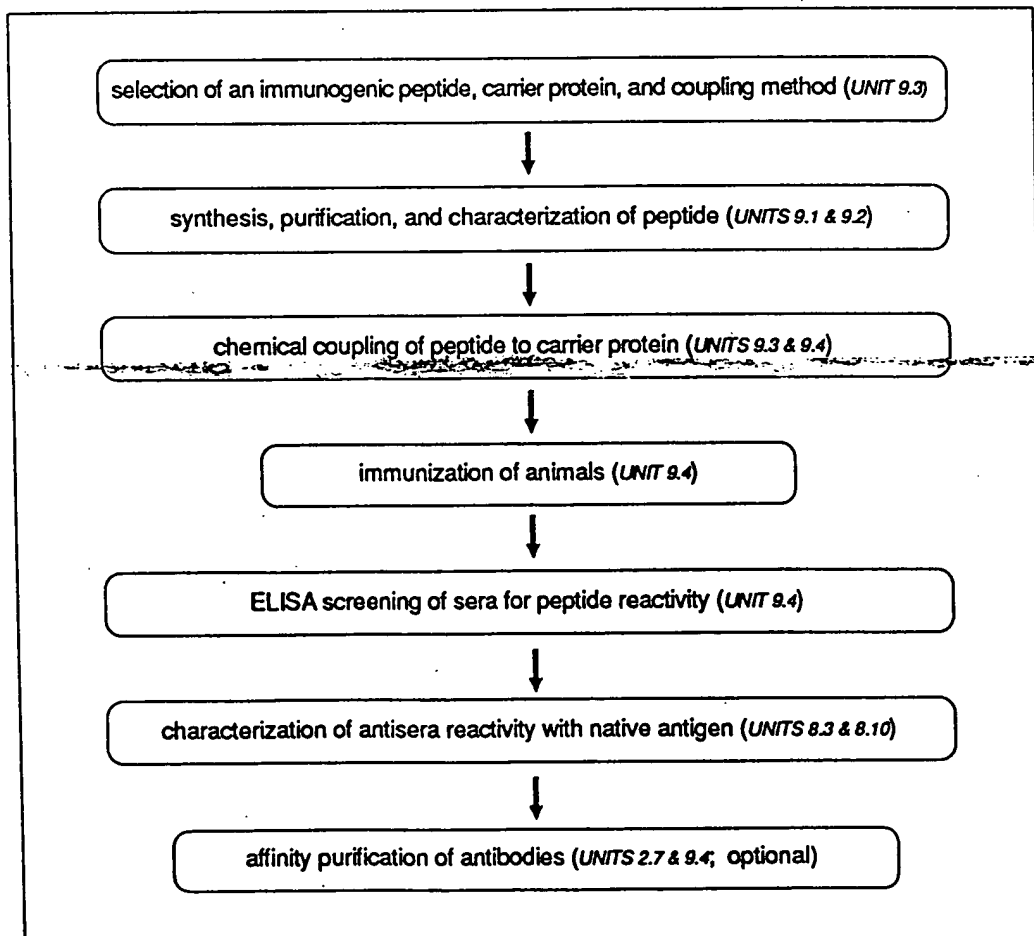 selection of an immunogenic peptide, carrier protein, and coupling method (UNIT 9.3)
synthesis, purification, and characterization of peptide (UNITS 9.1 & 9.2)
chemical coupling of peptide to carrier protein (UNITS 9.3 & 9.4)
immunization of animals (UNIT 9.4)
ELISA screening of sera for peptide reactivity (UNIT 9.4)
characterization of antisera reactivity with native antigen (UNITS 8.3 & 8.10)
affinity purification of antibodies (UNITS 2.7 & 9.4; optional)